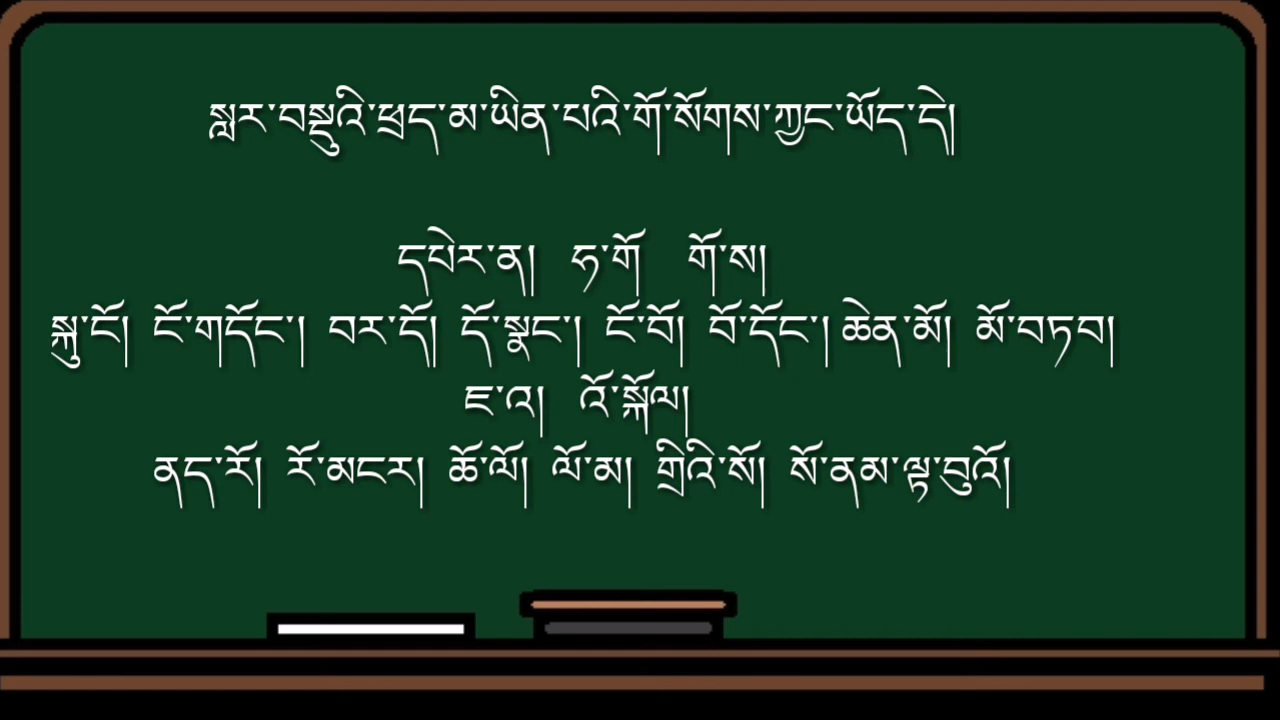 སླར་བསྡུའི་ཕྲད་མ་ཡིན་པའི་གོ་སོགས་ཀྱང་ཡོད་དེ།
དཔེར་ན། ཧ་གོ གོ་ས།
སྐུ་ངོ། ངོ་གདོང་། བར་དོ། དོ་སྣང་། ངོ་བོ། བོ་དོང་། ཆེན་མོ། མོ་བཏབ།
ཇ་འ། འོ་སྐོལ།
ནད་རོ། རོ་མངར། ཆོ་ལོ། ལོ་མ། གྲིའི་སོ། སོ་ནམ་ལྟ་བུའོ།